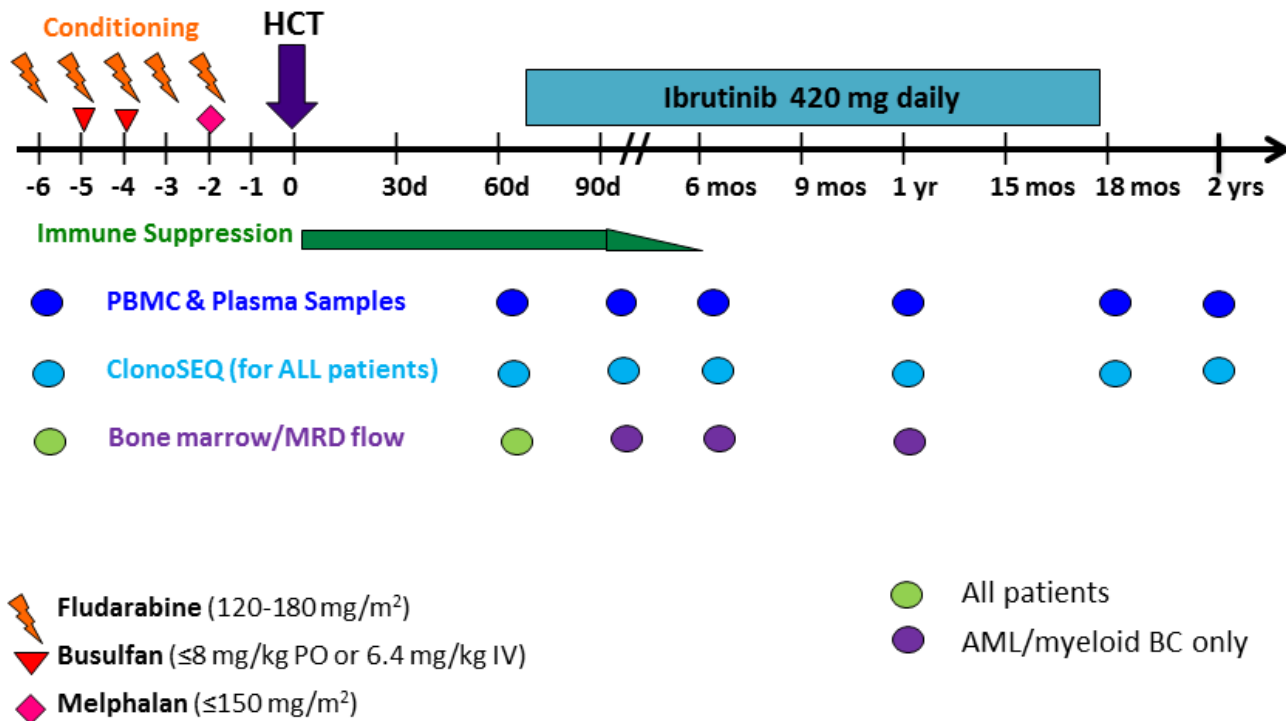 Conditioning
HCT
Ibrutinib 420 mg daily
-6 -5 -4 -3 -2 -1 0 30d 60d 90d 6 mos 9 mos 1 yr 15 mos 18 mos 2 yrs
Immune Suppression
PBMC & Plasma Samples
ClonoSEQ (for ALL patients)
Bone marrow/MRD flow
Fludarabine (120-180 mg/m²)
Busulfan (≤8 mg/kg PO or 6.4 mg/kg IV)
Melphalan (≤150 mg/m²)
All patients
AML/myeloid BC only